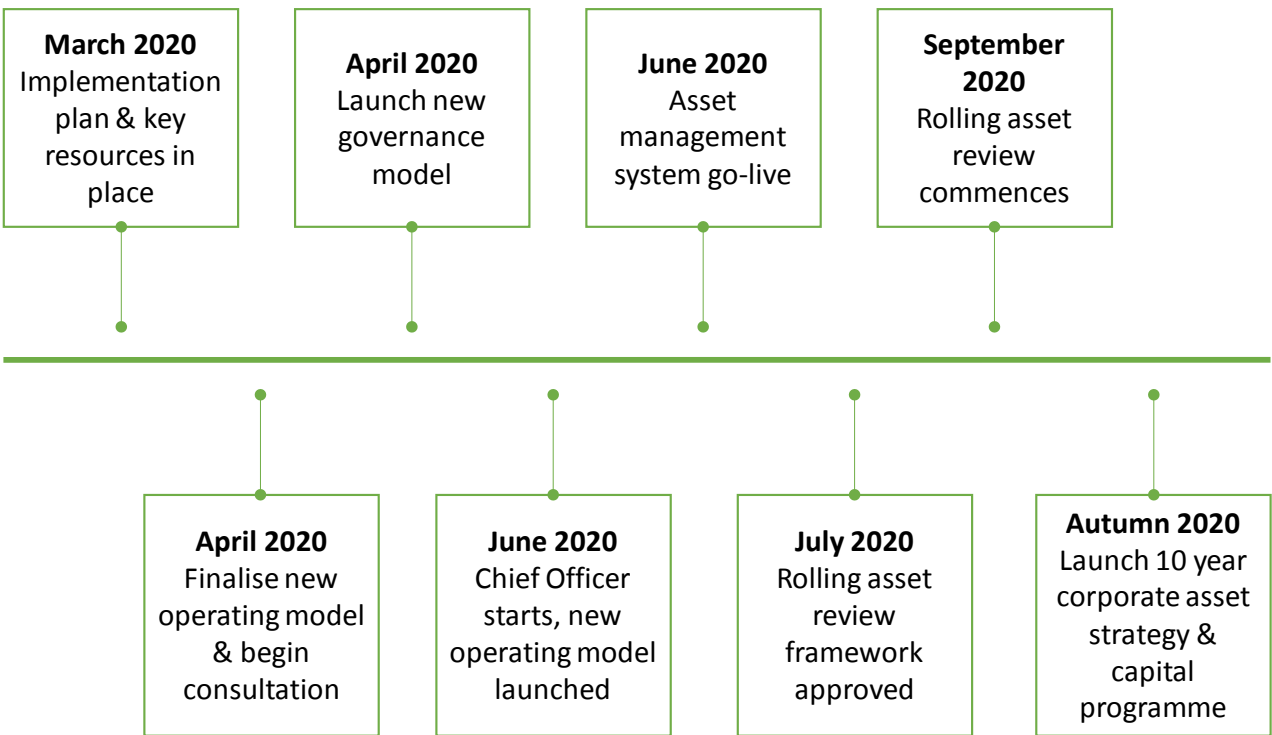 March 2020
Implementation
plan & key
resources in
place
April 2020
Launch new
governance
model
June 2020
Asset
management
system go-live
September
2020
Rolling asset
review
commences
April 2020
Finalise new
operating model
& begin
consultation
June 2020
Chief Officer
starts, new
operating model
launched
July 2020
Rolling asset
review
framework
approved
Autumn 2020
Launch 10 year
corporate asset
strategy &
capital
programme